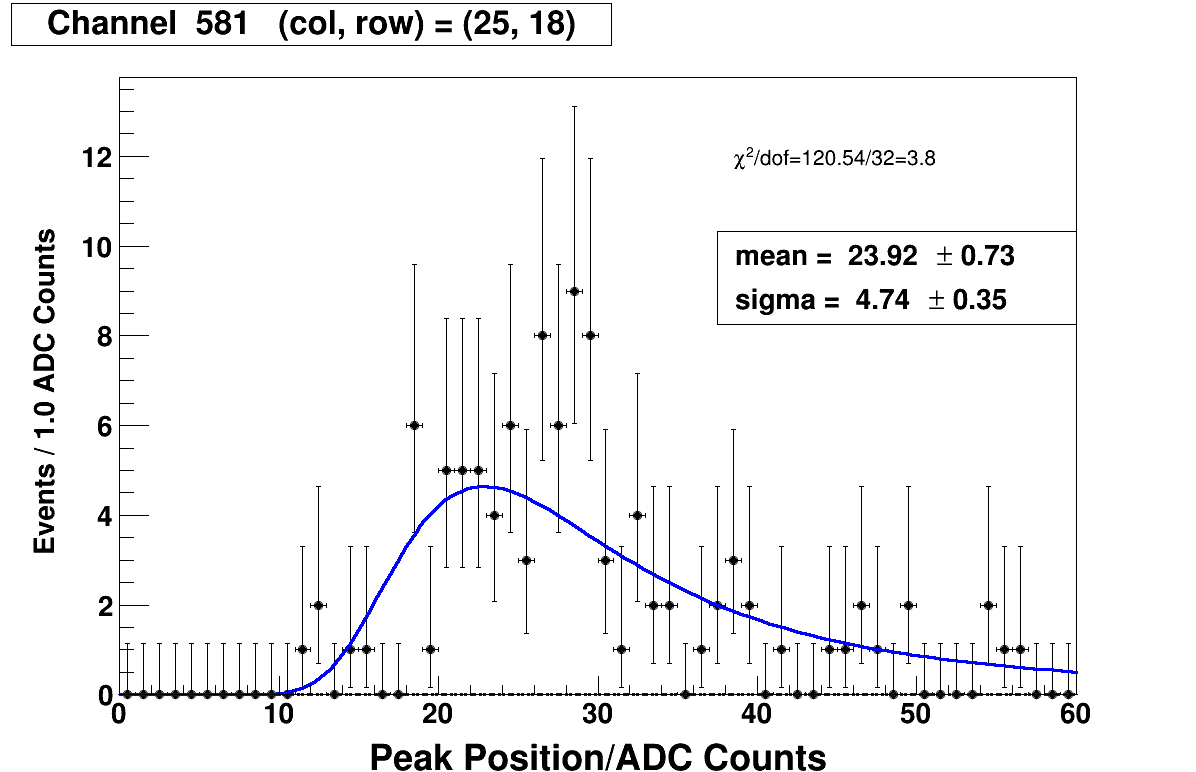 Channel 581 (col, row) = (25, 18)
χ²/dof=120.54/32=3.8
mean = 23.92 ± 0.73
sigma = 4.74 ± 0.35
Events / 1.0 ADC Counts
12
10
8
6
4
2
0
0 10 20 30 40 50 60
Peak Position/ADC Counts